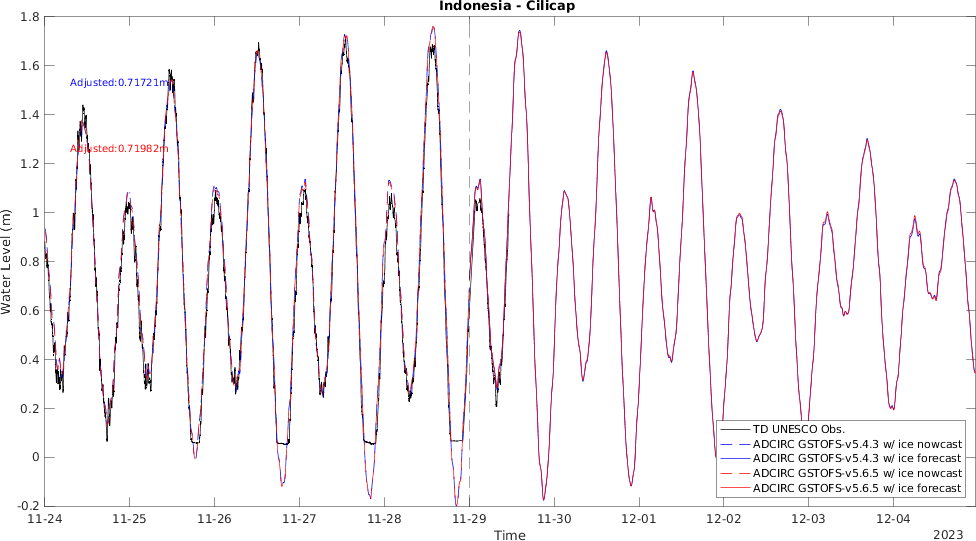 Indonesia - Cilicap
1.8
1.6
1.4
1.2
1
0.8
0.6
0.4
0.2
0
-0.2
Water Level (m)
Adjusted:0.71721m
Adjusted:0.71982m
TD UNESCO Obs.
ADCIRC GSTOFS-v5.4.3 w/ ice nowcast
ADCIRC GSTOFS-v5.4.3 w/ ice forecast
ADCIRC GSTOFS-v5.6.5 w/ ice nowcast
ADCIRC GSTOFS-v5.6.5 w/ ice forecast
11-24 11-25 11-26 11-27 11-28 11-29 11-30 12-01 12-02 12-03 12-04
Time
2023